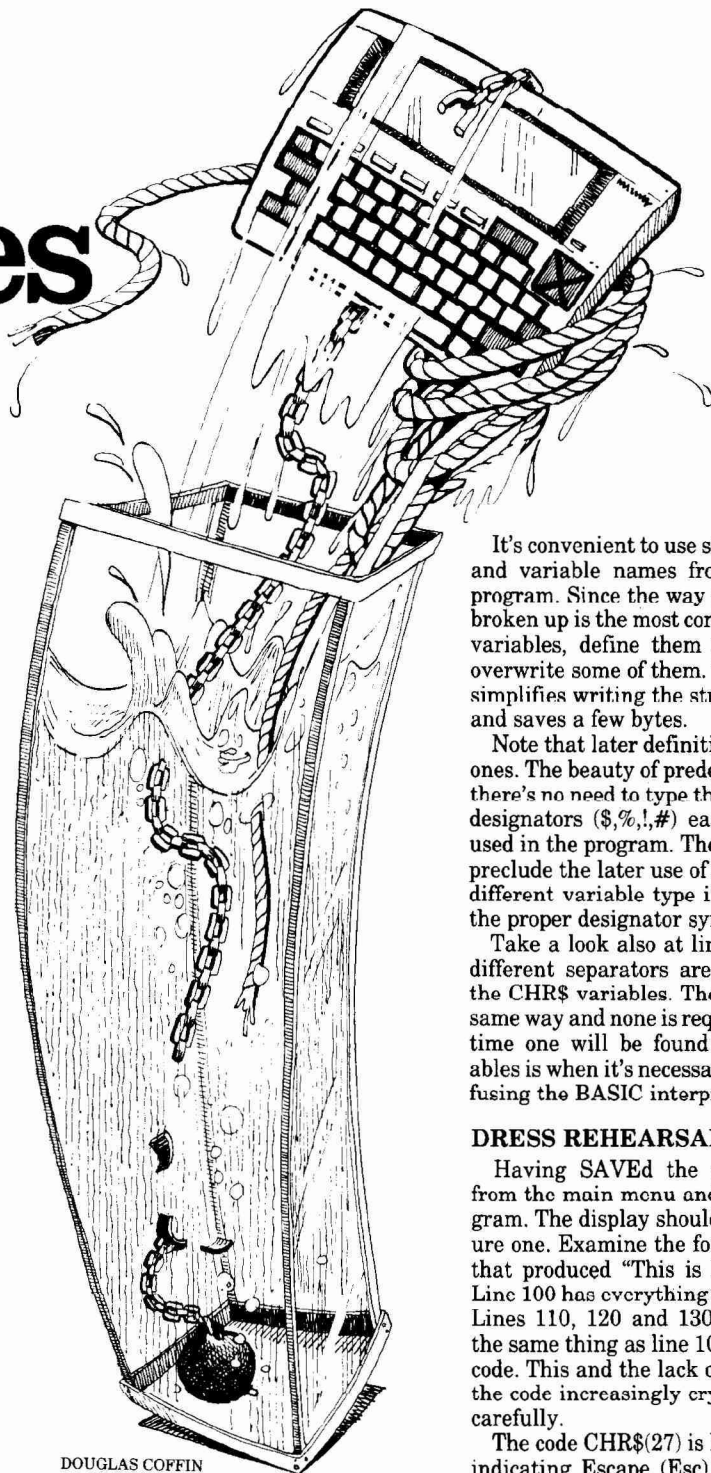 es
It's convenient to use s
and variable names fro
program. Since the way
broken up is the most con
variables, define them
overwrite some of them.
simplifies writing the str
and saves a few bytes.
Note that later definiti
ones. The beauty of prede
there's no need to type th
designators ($,%,!,#) ea
used in the program. The
preclude the later use of
different variable type i
the proper designator sy
Take a look also at lin
different separators are
the CHR$ variables. The
same way and none is req
time one will be found
ables is when it's necessa
fusing the BASIC interp
DRESS REHEARSA
Having SAVEd the
from the main menu and
gram. The display shoul
ure one. Examine the fo
that produced "This is
Line 100 has everything
Lines 110, 120 and 130
the same thing as line 10
code. This and the lack o
the code increasingly cry
carefully.
The code CHR$(27) is
indicating Escape (Esc)
DOUGLAS COFFIN